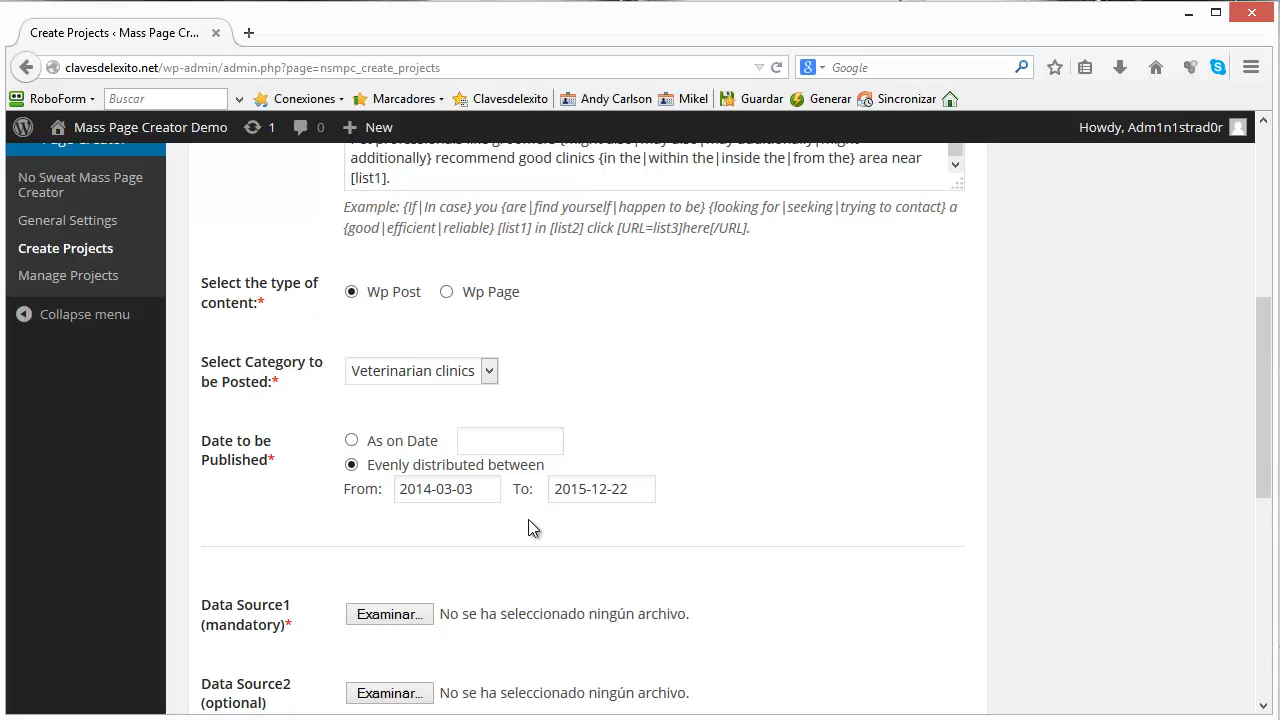 Create Projects ‹ Mass Page Cr...
clavesdelexito.net/wp-admin/admin.php?page=nsmpc_create_projects
Google
RoboForm
Buscar
Conexiones
Marcadores
Clavesdelexito
Andy Carlson
Mikel
Guardar
Generar
Sincronizar
Mass Page Creator Demo
1
0
New
Howdy, Adm1n1strad0r
No Sweat Mass Page
Creator
General Settings
Create Projects
Manage Projects
Collapse menu
additionally} recommend good clinics {in the|within the|inside the|from the} area near
[list1].
Example: {If|In case} you {are|find yourself|happen to be} {looking for|seeking|trying to contact} a
{good|efficient|reliable} [list1] in [list2] click [URL=list3]here[/URL].
Select the type of
content:*
Wp Post
Wp Page
Select Category to
be Posted:*
Veterinarian clinics
Date to be
Published*
As on Date
Evenly distributed between
From: 2014-03-03 To: 2015-12-22
Data Source1
(mandatory)*
Examinar... No se ha seleccionado ningún archivo.
Data Source2
(optional)
Examinar... No se ha seleccionado ningún archivo.